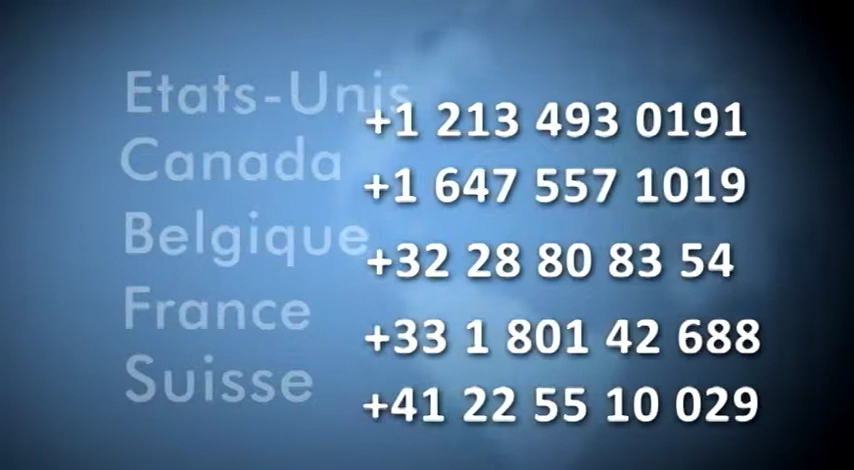 Etats-Unis +1 213 493 0191
Canada +1 647 557 1019
Belgique +32 28 80 83 54
France +33 1 801 42 688
Suisse +41 22 55 10 029